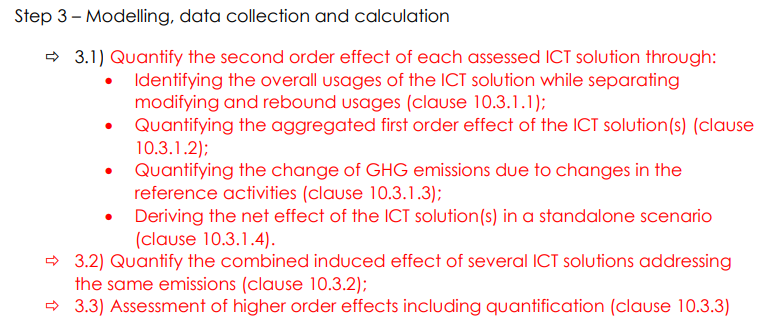 Step 3 – Modelling, data collection and calculation
⇨ 3.1) Quantify the second order effect of each assessed ICT solution through:
• Identifying the overall usages of the ICT solution while separating
modifying and rebound usages (clause 10.3.1.1);
• Quantifying the aggregated first order effect of the ICT solution(s) (clause
10.3.1.2);
• Quantifying the change of GHG emissions due to changes in the
reference activities (clause 10.3.1.3);
• Deriving the net effect of the ICT solution(s) in a standalone scenario
(clause 10.3.1.4).
⇨ 3.2) Quantify the combined induced effect of several ICT solutions addressing
the same emissions (clause 10.3.2);
⇨ 3.3) Assessment of higher order effects including quantification (clause 10.3.3)